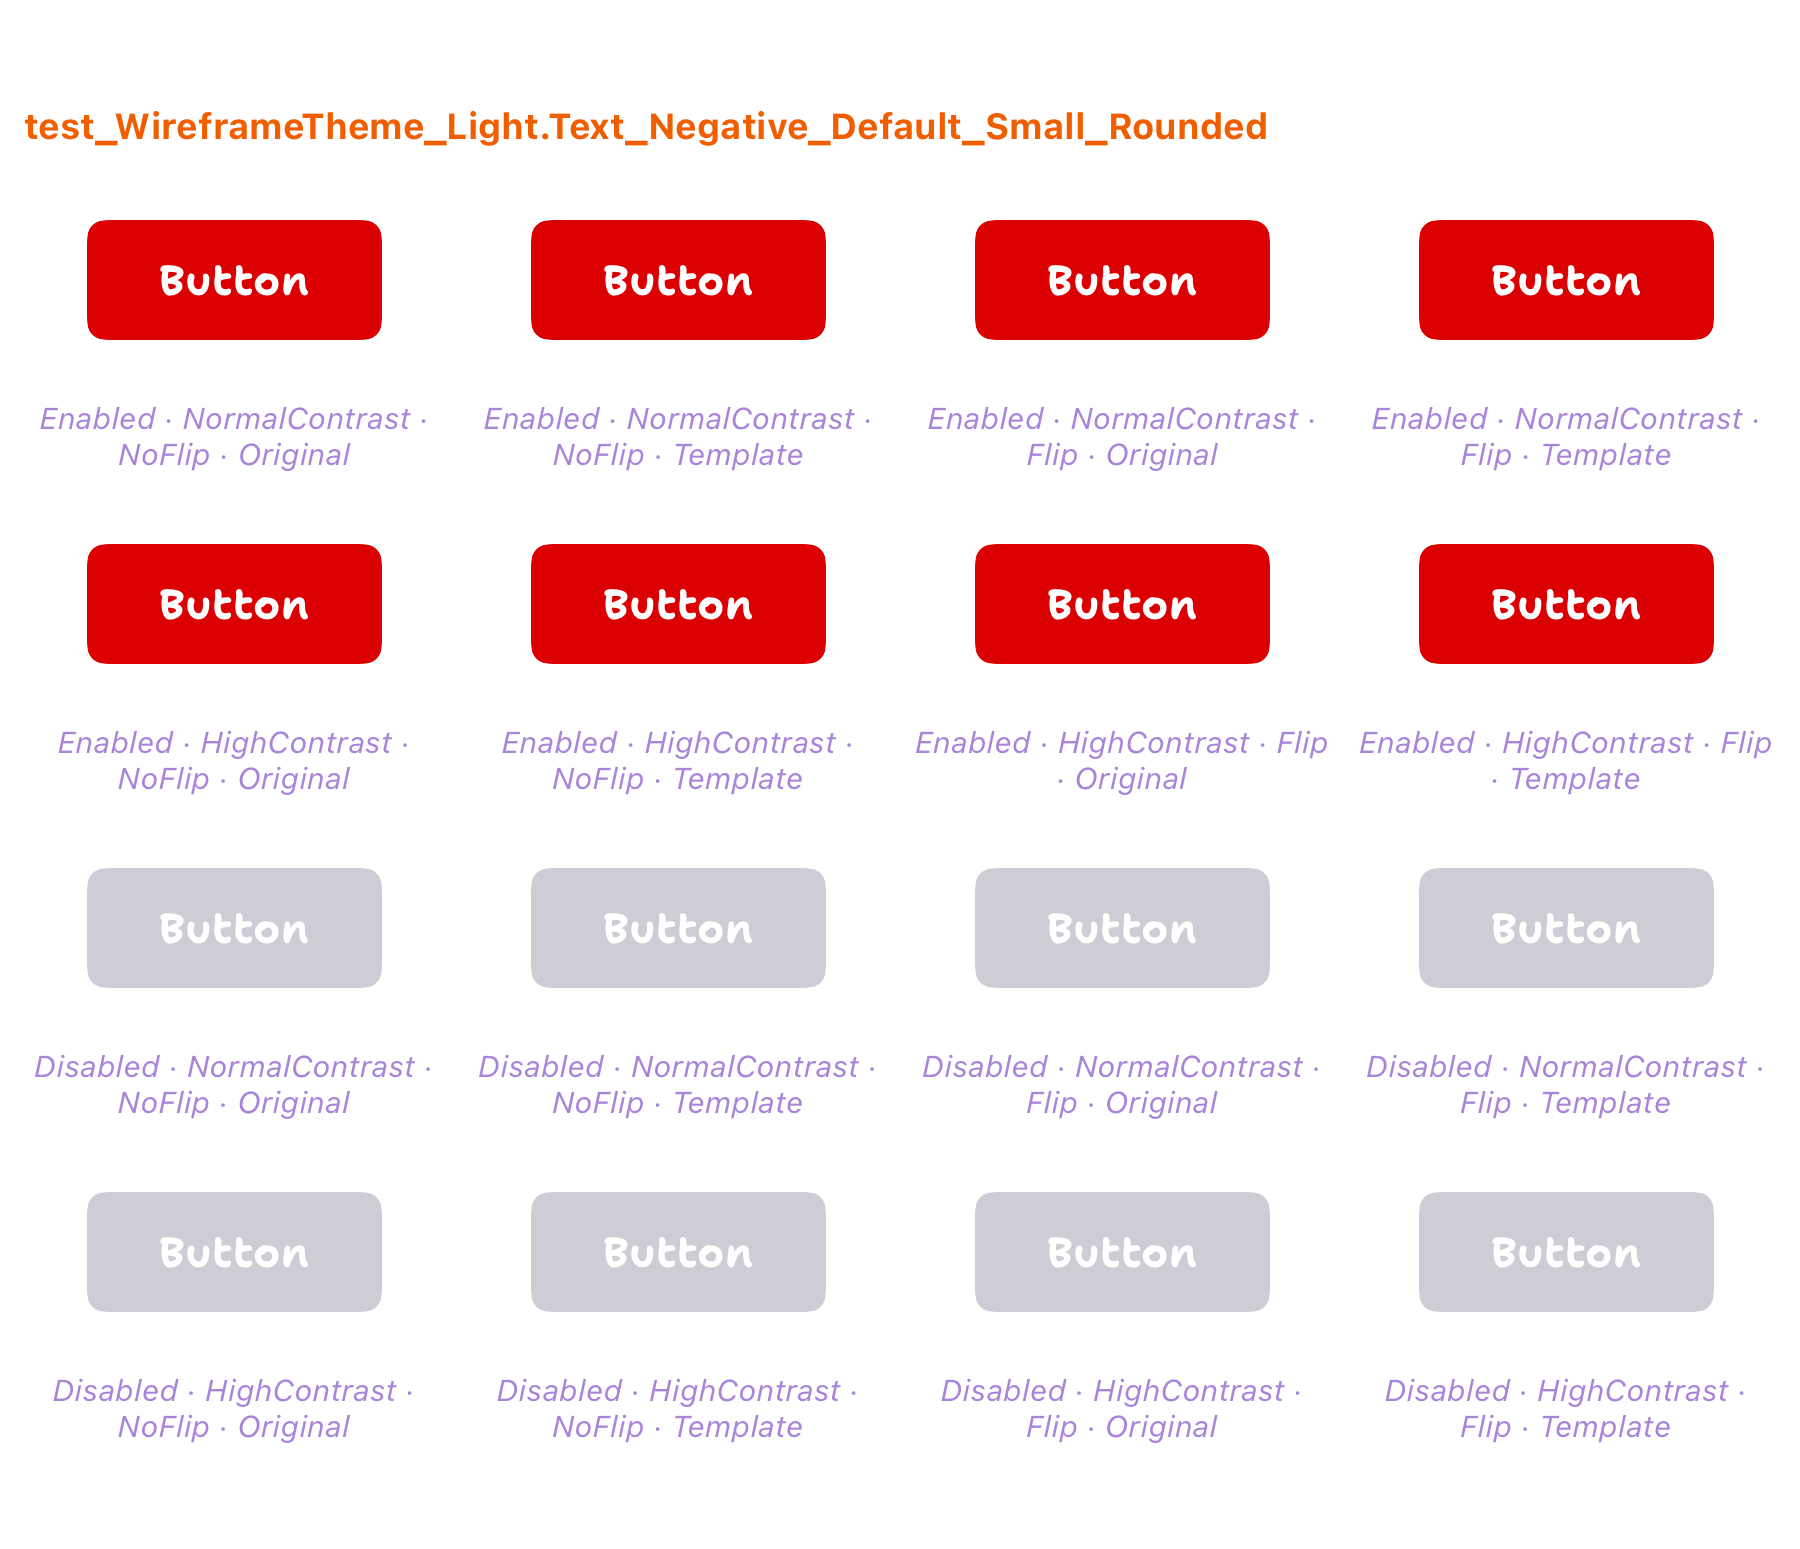 test_WireframeTheme_Light.Text_Negative_Default_Small_Rounded
Button Button Button Button
Enabled · NormalContrast · Enabled · NormalContrast · Enabled · NormalContrast · Enabled · NormalContrast ·
NoFlip · Original NoFlip · Template Flip · Original Flip · Template
Button Button Button Button
Enabled · HighContrast · Enabled · HighContrast · Enabled · HighContrast · Flip Enabled · HighContrast · Flip
NoFlip · Original NoFlip · Template · Original · Template
Button Button Button Button
Disabled · NormalContrast · Disabled · NormalContrast · Disabled · NormalContrast · Disabled · NormalContrast ·
NoFlip · Original NoFlip · Template Flip · Original Flip · Template
Button Button Button Button
Disabled · HighContrast · Disabled · HighContrast · Disabled · HighContrast · Disabled · HighContrast ·
NoFlip · Original NoFlip · Template Flip · Original Flip · Template